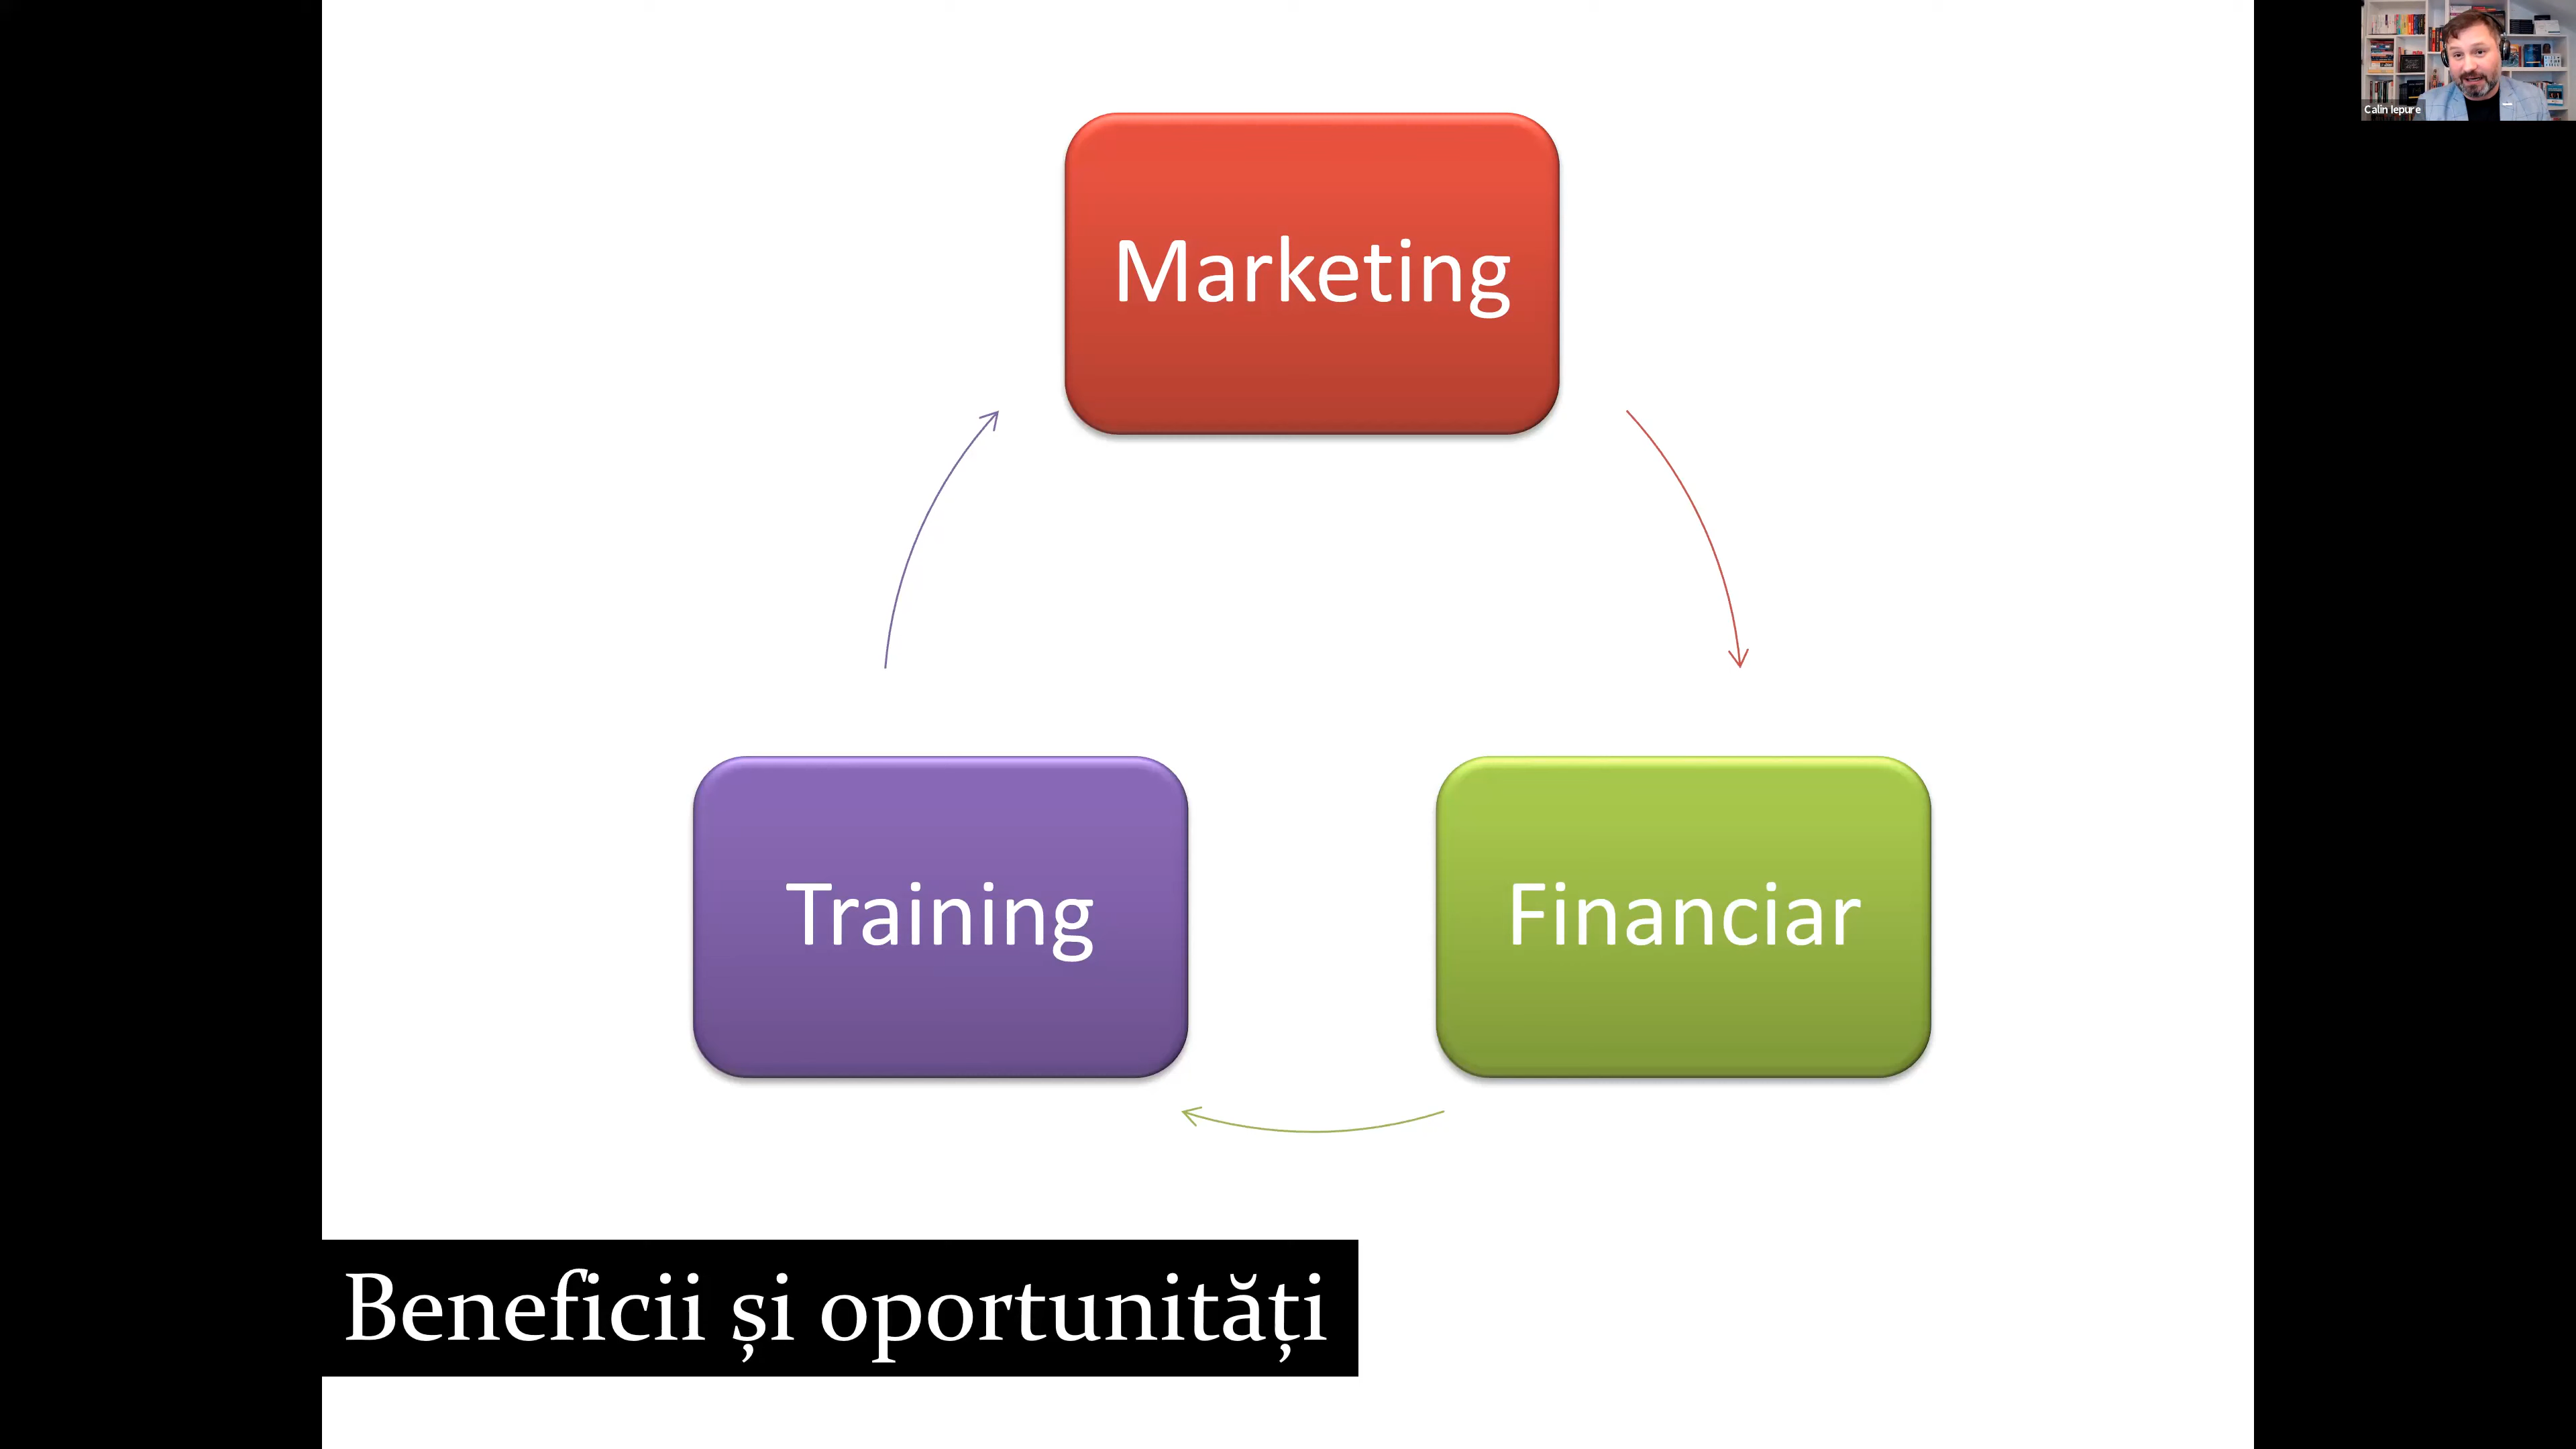 Calin Iepure
Marketing
Training
Financiar
Beneficii și oportunități